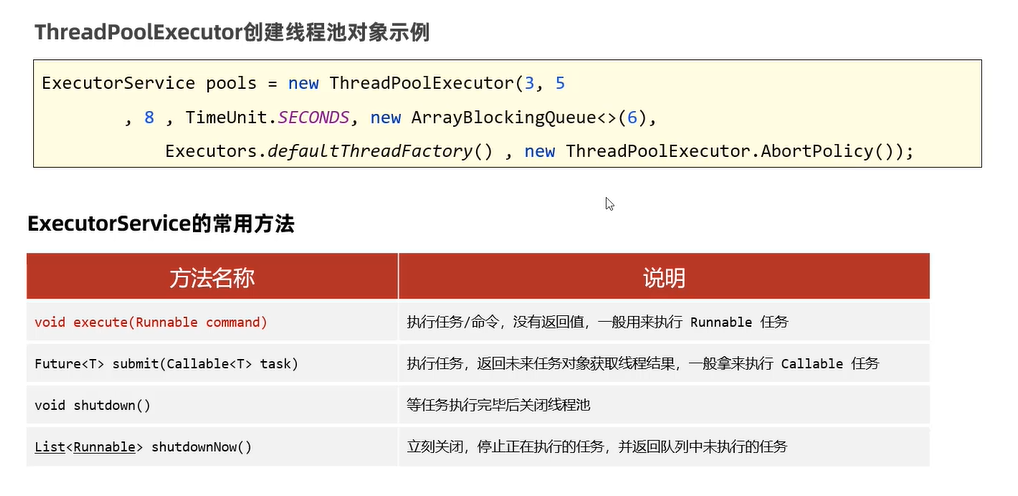 ThreadPoolExecutor创建线程池对象示例
ExecutorService pools = new ThreadPoolExecutor(3, 5
, 8 , TimeUnit.SECONDS, new ArrayBlockingQueue<>(6),
Executors.defaultThreadFactory() , new ThreadPoolExecutor.AbortPolicy());
ExecutorService的常用方法
方法名称 说明
void execute(Runnable command) 执行任务/命令，没有返回值，一般用来执行 Runnable 任务
Future<T> submit(Callable<T> task) 执行任务，返回未来任务对象获取线程结果，一般拿来执行 Callable 任务
void shutdown() 等任务执行完毕后关闭线程池
List<Runnable> shutdownNow() 立刻关闭，停止正在执行的任务，并返回队列中未执行的任务